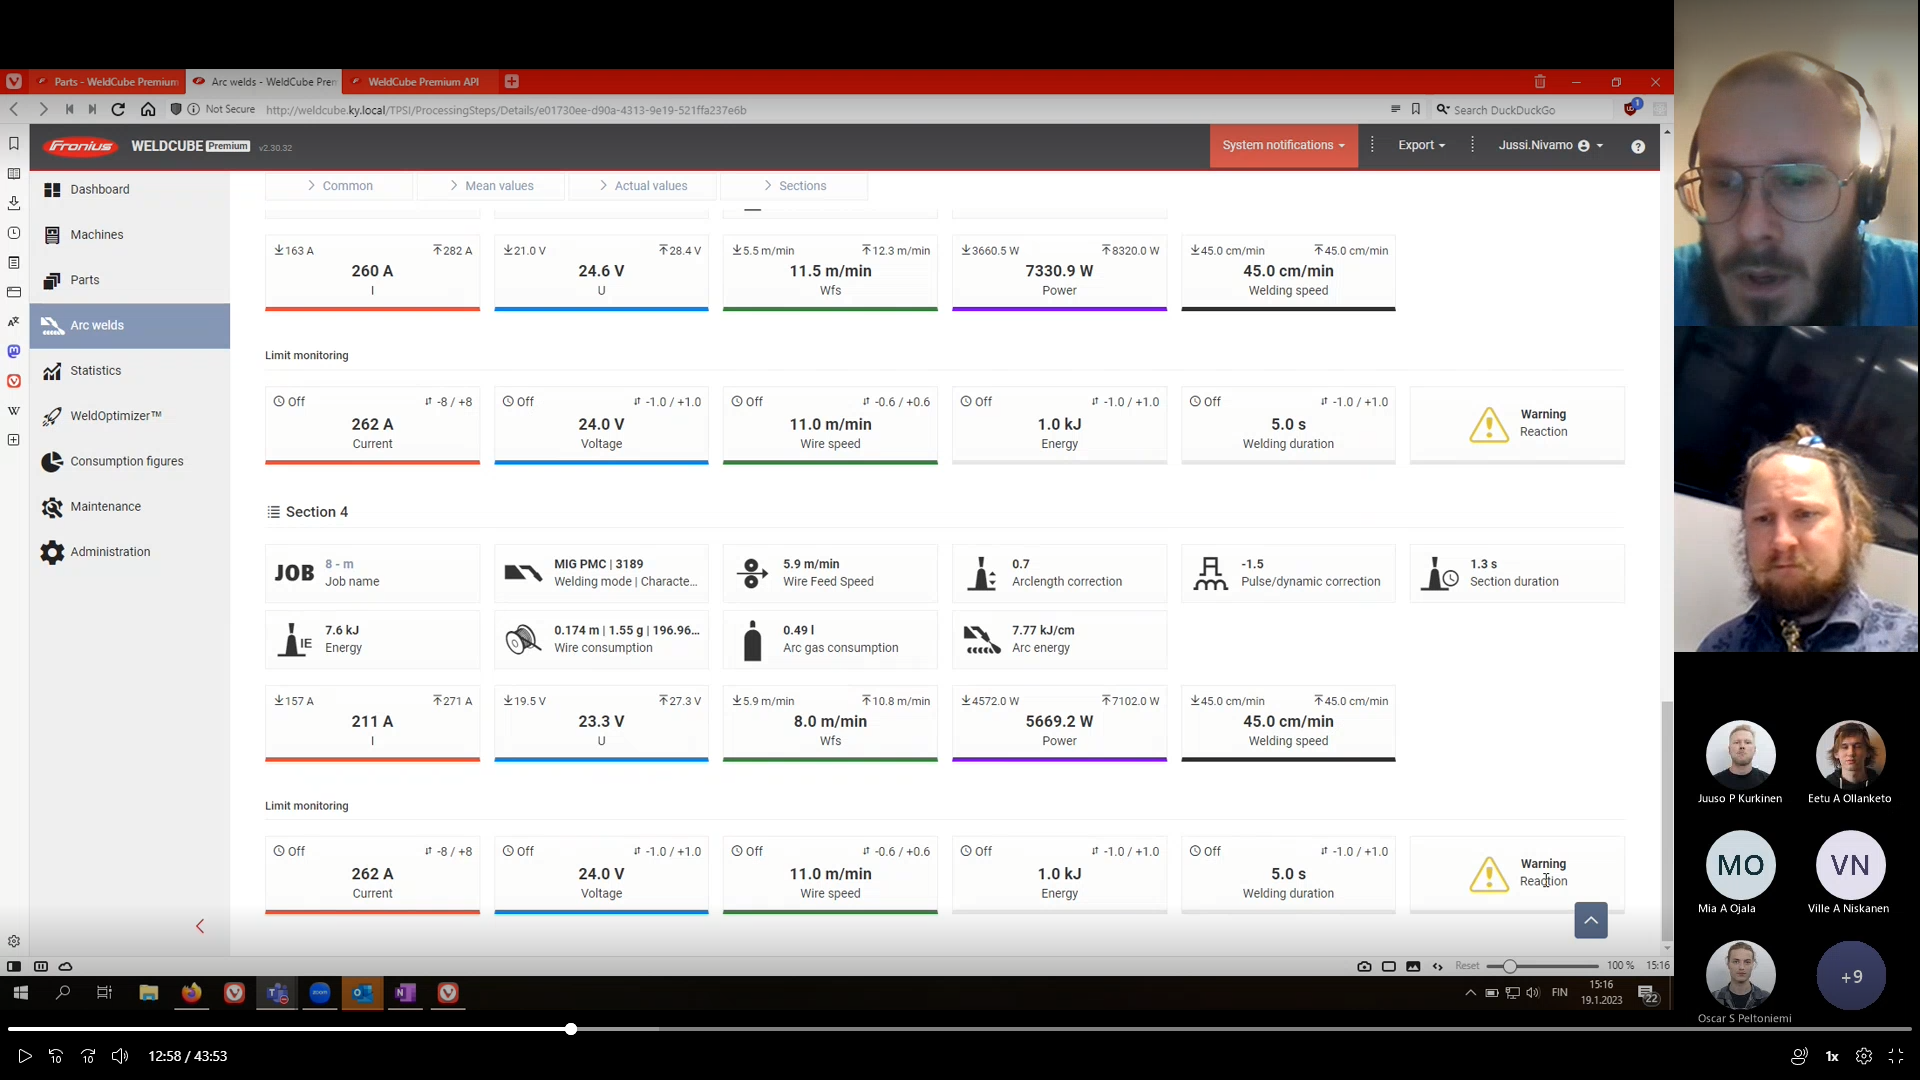 Parts - WeldCube Premium
Arc welds - WeldCube Pren
WeldCube Premium API
Not Secure
http://weldcube.ky.local/TPSI/ProcessingSteps/Details/e01730ee-d90a-4313-9e19-521ffa237e6b
Search DuckDuckGo
1
Fronius
WELDCUBE Premium v2.30.32
System notifications
Export
Jussi.Nivamo
Dashboard
Machines
Parts
Arc welds
Statistics
WeldOptimizer™
Consumption figures
Maintenance
Administration
Common
Mean values
Actual values
Sections
163 A 282 A
260 A
I
21.0 V 28.4 V
24.6 V
U
5.5 m/min 12.3 m/min
11.5 m/min
Wfs
3660.5 W 8320.0 W
7330.9 W
Power
45.0 cm/min 45.0 cm/min
45.0 cm/min
Welding speed
Limit monitoring
Off -8 / +8
262 A
Current
Off -1.0 / +1.0
24.0 V
Voltage
Off -0.6 / +0.6
11.0 m/min
Wire speed
Off -1.0 / +1.0
1.0 kJ
Energy
Off -1.0 / +1.0
5.0 s
Welding duration
Warning
Reaction
Section 4
JOB
8 - m
Job name
MIG PMC | 3189
Welding mode | Characte...
5.9 m/min
Wire Feed Speed
0.7
Arclength correction
-1.5
Pulse/dynamic correction
1.3 s
Section duration
IE
7.6 kJ
Energy
0.174 m | 1.55 g | 196.96...
Wire consumption
0.49 l
Arc gas consumption
7.77 kJ/cm
Arc energy
157 A 271 A
211 A
I
19.5 V 27.3 V
23.3 V
U
5.9 m/min 10.8 m/min
8.0 m/min
Wfs
4572.0 W 7102.0 W
5669.2 W
Power
45.0 cm/min 45.0 cm/min
45.0 cm/min
Welding speed
Limit monitoring
Off -8 / +8
262 A
Current
Off -1.0 / +1.0
24.0 V
Voltage
Off -0.6 / +0.6
11.0 m/min
Wire speed
Off -1.0 / +1.0
1.0 kJ
Energy
Off -1.0 / +1.0
5.0 s
Welding duration
Warning
Reaction
Reset
100 %
15:16
FIN
15:16
19.1.2023
22
Juuso P Kurkinen
Eetu A Ollanketo
MO
Mia A Ojala
VN
Ville A Niskanen
Oscar S Peltoniemi
+9
10
10
12:58 / 43:53
1x